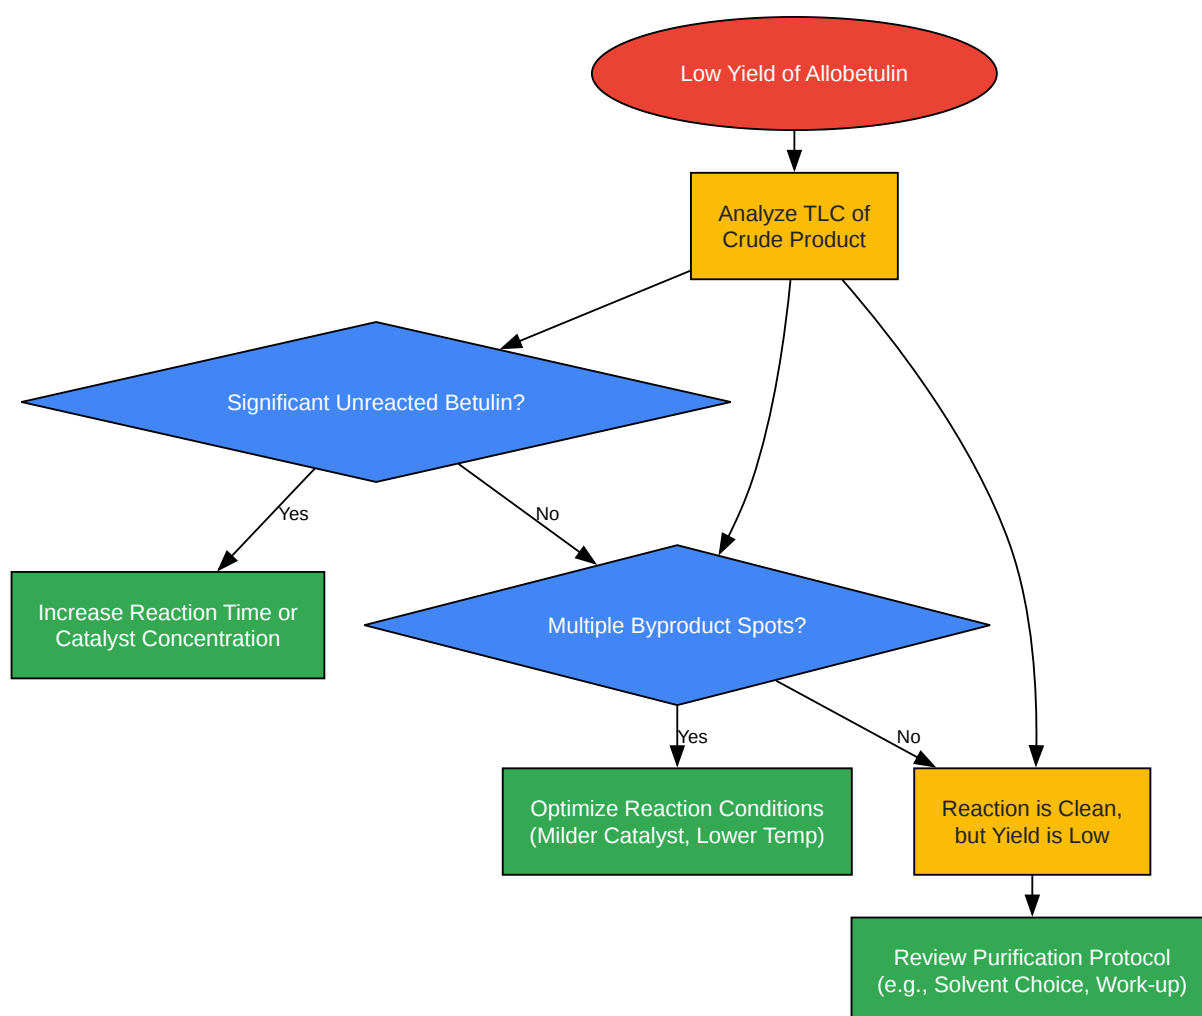 Low Yield of Allobetulin
Analyze TLC of
Crude Product
Significant Unreacted Betulin?
Yes
No
Increase Reaction Time or
Catalyst Concentration
Multiple Byproduct Spots?
Yes
No
Optimize Reaction Conditions
(Milder Catalyst, Lower Temp)
Reaction is Clean,
but Yield is Low
Review Purification Protocol
(e.g., Solvent Choice, Work-up)